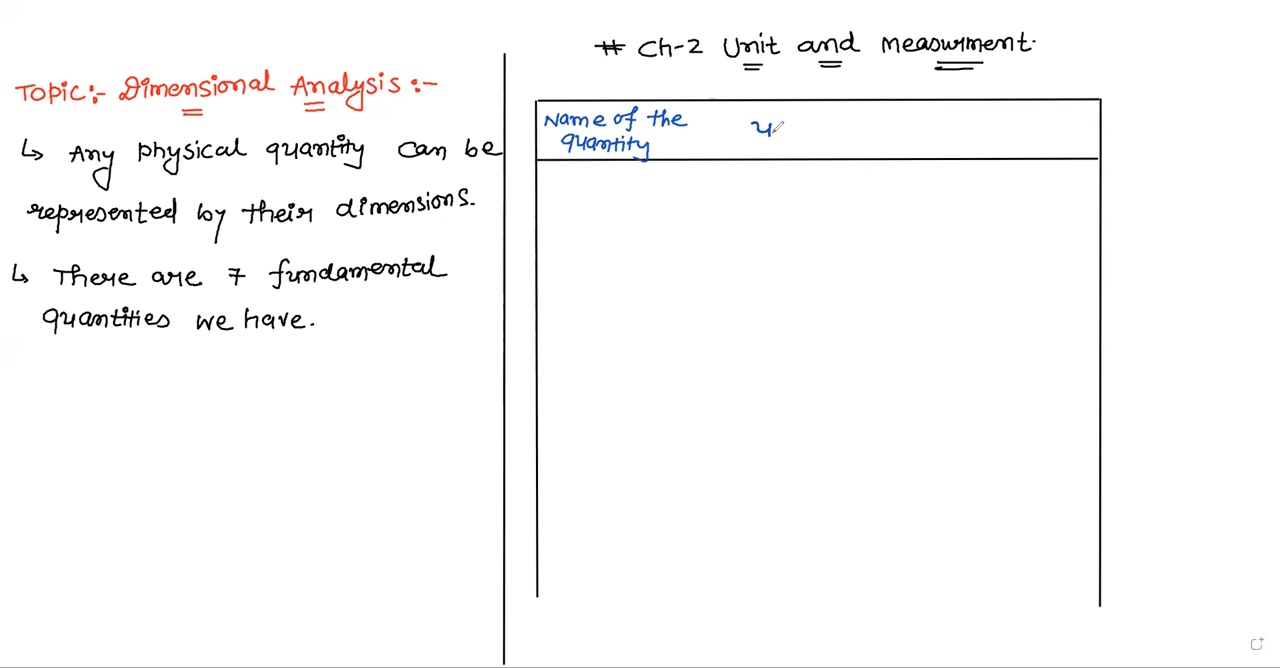 # Ch-2 Unit and Measurment.
Topic:- Dimensional Analysis:-
↳ Any physical quantity can be
represented by their dimensions.
↳ There are 7 fundamental
quantities we have.
Name of the
quantity